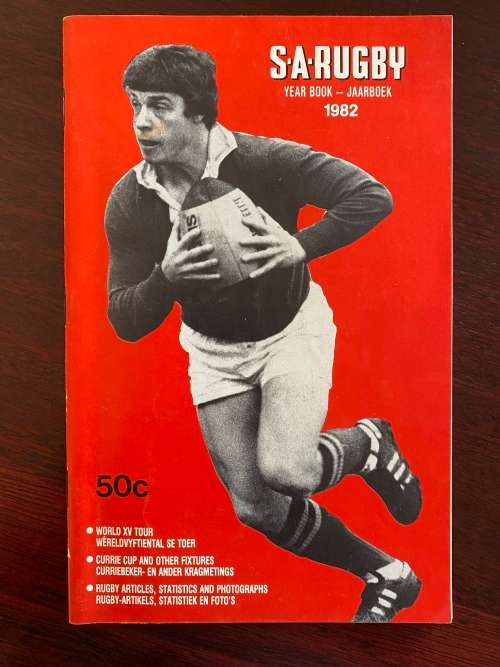 S·A·RUGBY
YEAR BOOK – JAARBOEK
1982
50c
• WORLD XV TOUR
WÊRELDVYFTIENTAL SE TOER
• CURRIE CUP AND OTHER FIXTURES
CURRIEBEKER- EN ANDER KRAGMETINGS
• RUGBY ARTICLES, STATISTICS AND PHOTOGRAPHS
RUGBY-ARTIKELS, STATISTIEK EN FOTO'S